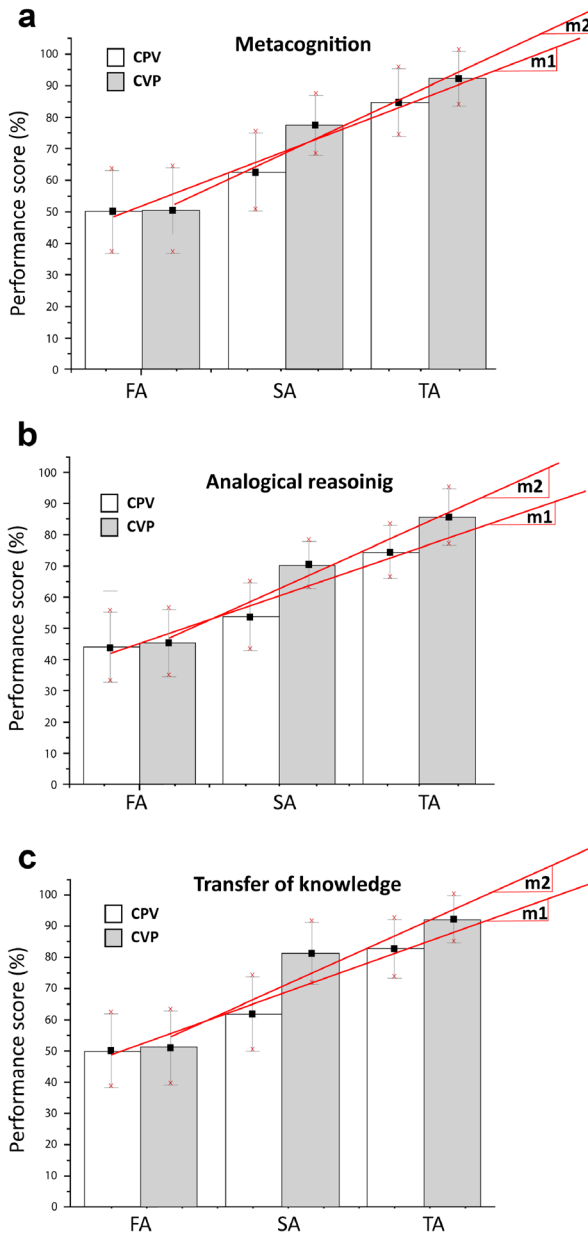 a
Metacognition
CPV
CVP
m2
m1
Performance score (%)
100
90
80
70
60
50
40
30
20
10
0
FA SA TA
b
Analogical reasoinig
CPV
CVP
m2
m1
Performance score (%)
100
90
80
70
60
50
40
30
20
10
0
FA SA TA
c
Transfer of knowledge
CPV
CVP
m2
m1
Performance score (%)
100
90
80
70
60
50
40
30
20
10
0
FA SA TA